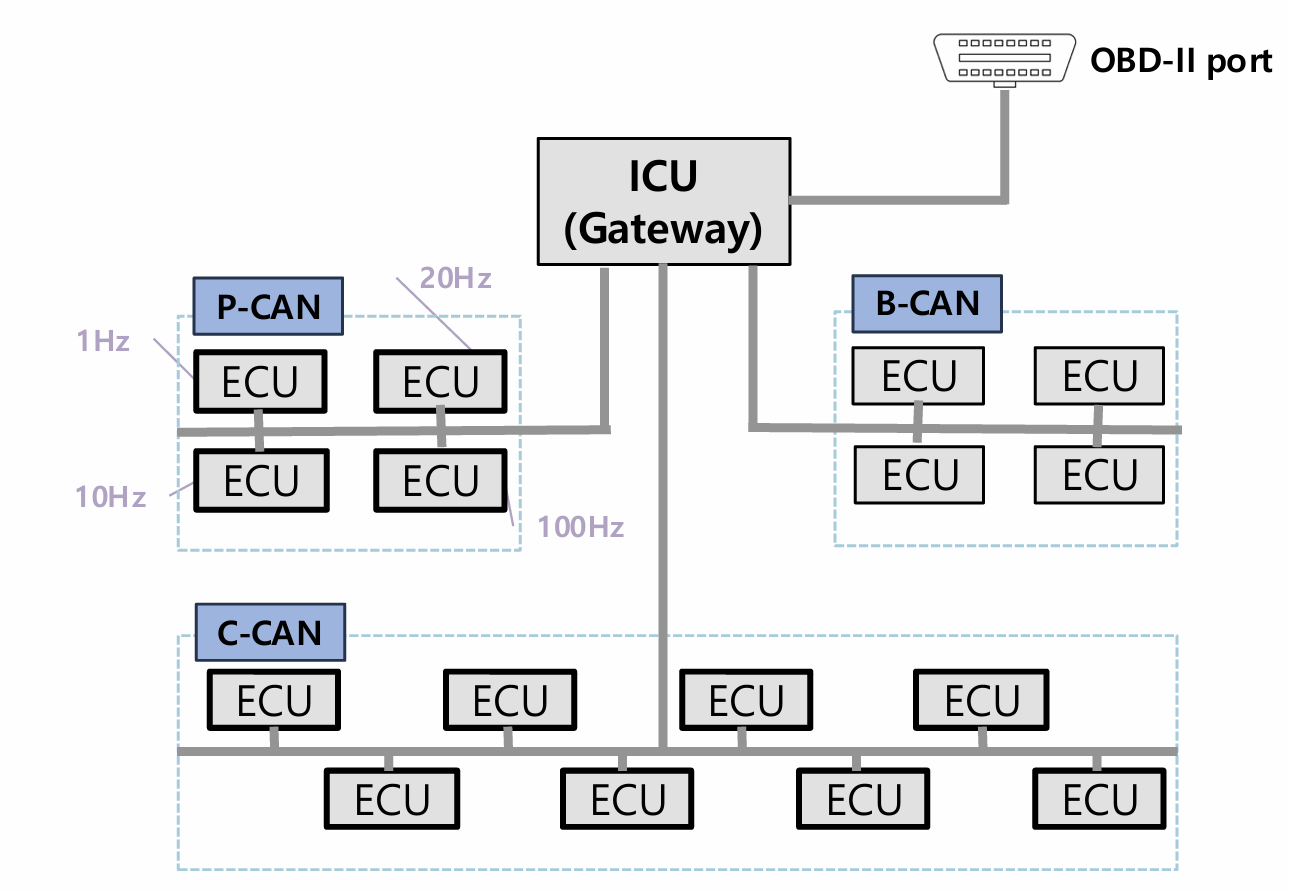 OBD-II port
ICU
(Gateway)
20Hz
P-CAN
B-CAN
1Hz
ECU
ECU
ECU
ECU
ECU
ECU
ECU
ECU
10Hz
100Hz
C-CAN
ECU
ECU
ECU
ECU
ECU
ECU
ECU
ECU